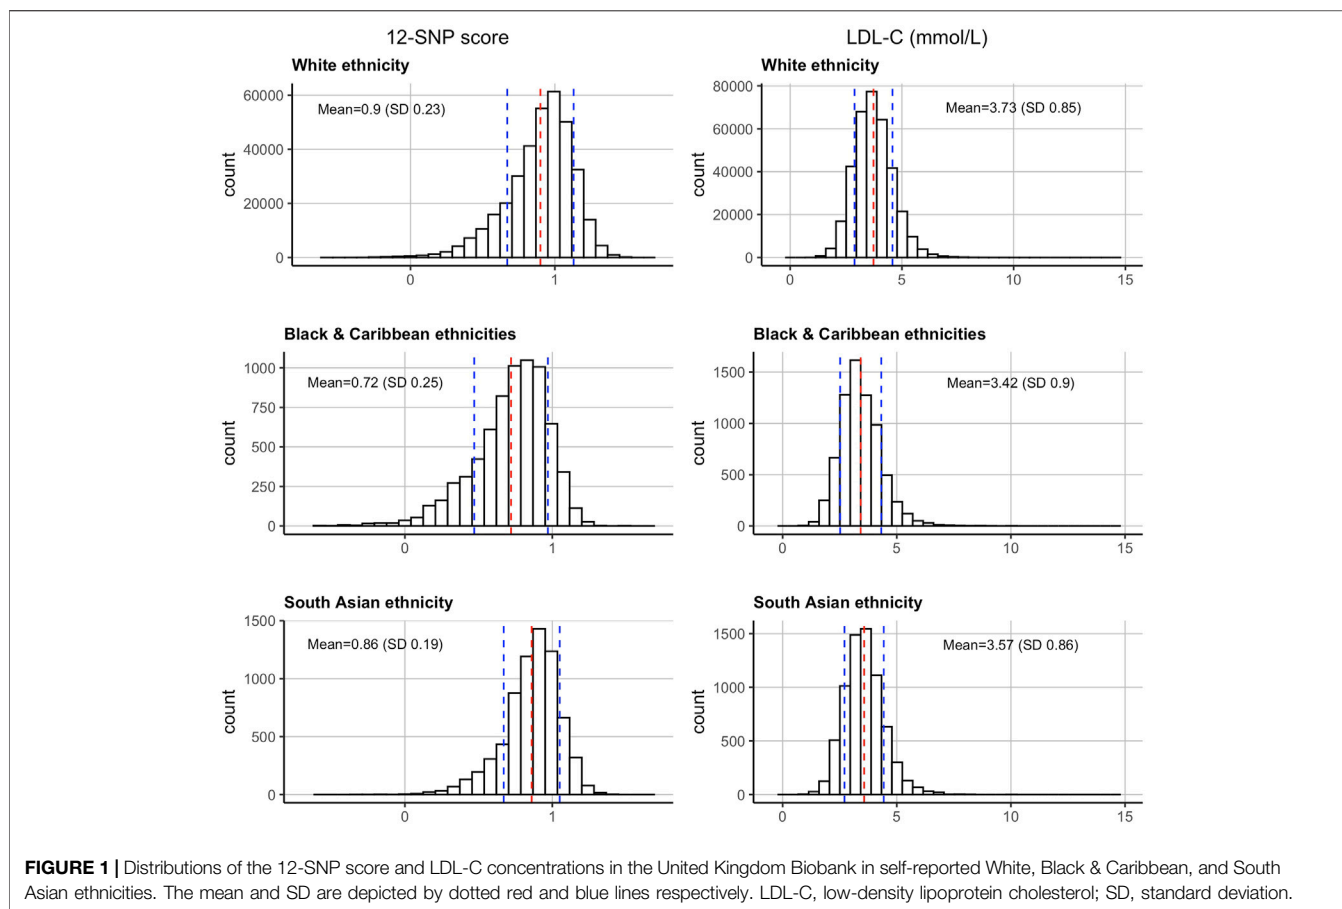 12-SNP score
LDL-C (mmol/L)
White ethnicity
Mean=0.9 (SD 0.23)
count
60000
40000
20000
0
0
1
White ethnicity
Mean=3.73 (SD 0.85)
count
80000
60000
40000
20000
0
0
5
10
15
Black & Caribbean ethnicities
Mean=0.72 (SD 0.25)
count
1000
750
500
250
0
0
1
Black & Caribbean ethnicities
Mean=3.42 (SD 0.9)
count
1500
1000
500
0
0
5
10
15
South Asian ethnicity
Mean=0.86 (SD 0.19)
count
1500
1000
500
0
0
1
South Asian ethnicity
Mean=3.57 (SD 0.86)
count
1500
1000
500
0
0
5
10
15
FIGURE 1 | Distributions of the 12-SNP score and LDL-C concentrations in the United Kingdom Biobank in self-reported White, Black & Caribbean, and South
Asian ethnicities. The mean and SD are depicted by dotted red and blue lines respectively. LDL-C, low-density lipoprotein cholesterol; SD, standard deviation.